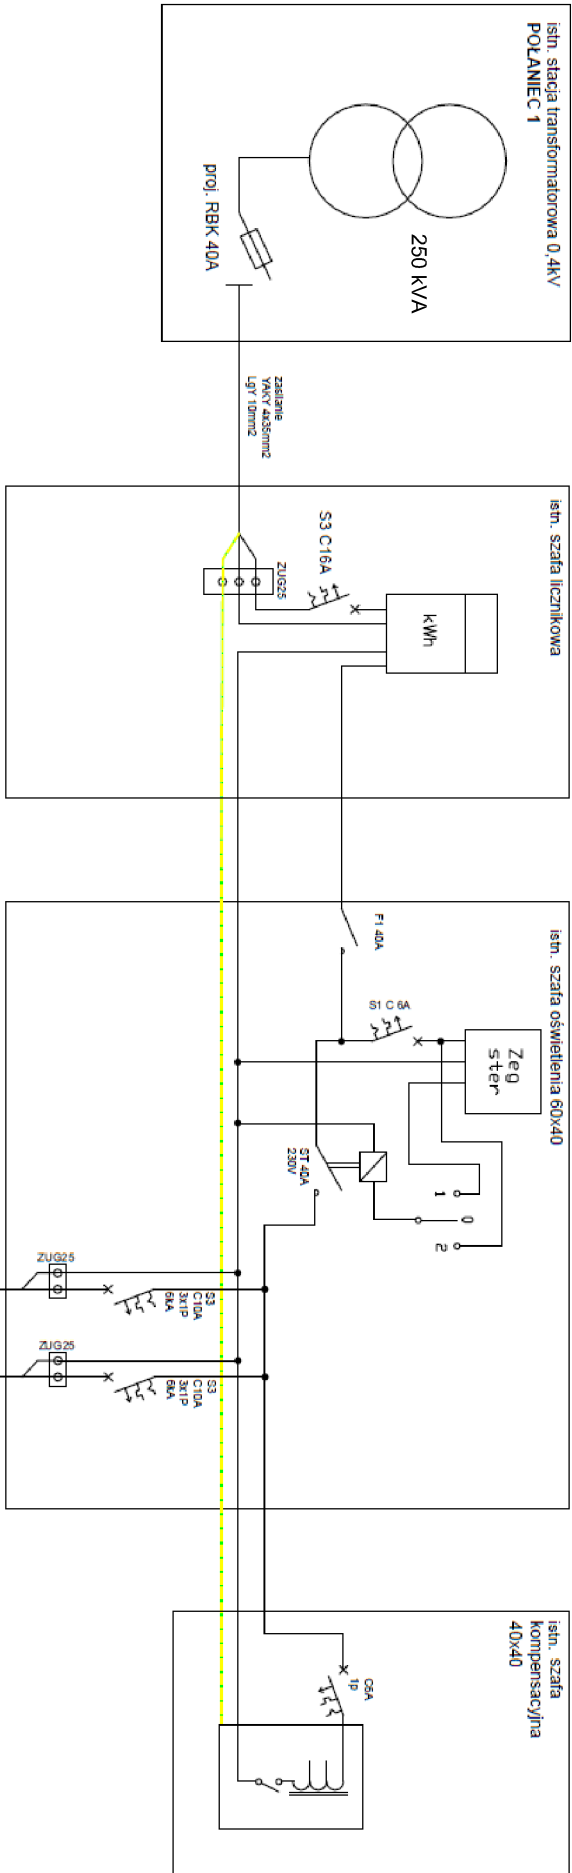 istn. stacja transformatorowa 0,4kV
POŁANIEC 1
250 kVA
proj. RBK 40A
zasilanie
YAKY 4x35mm2
LgY 10mm2
istn. szafa licznikowa
S3 C16A
ZUG25
kWh
istn. szafa oświetlenia 60x40
F1 40A
S1 C 6A
Zeg
ster
ST 40A
230V
1
0
2
ZUG25
S3
C10A
3x1P
6kA
ZUG25
S3
C10A
3x1P
6kA
istn. szafa
kompensacyjna
40x40
C6A
1p